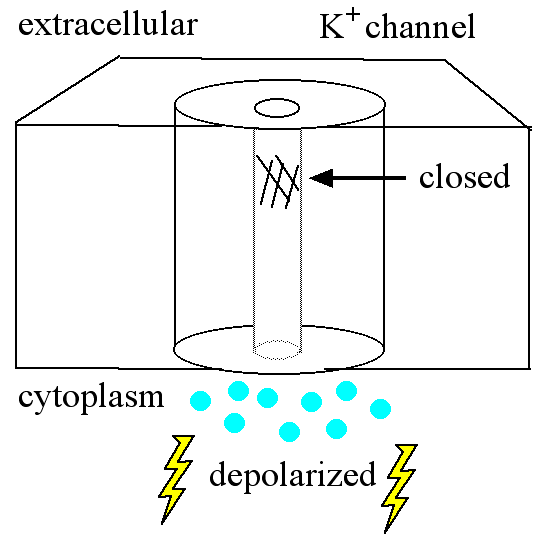 extracellular
K+ channel
closed
cytoplasm
depolarized